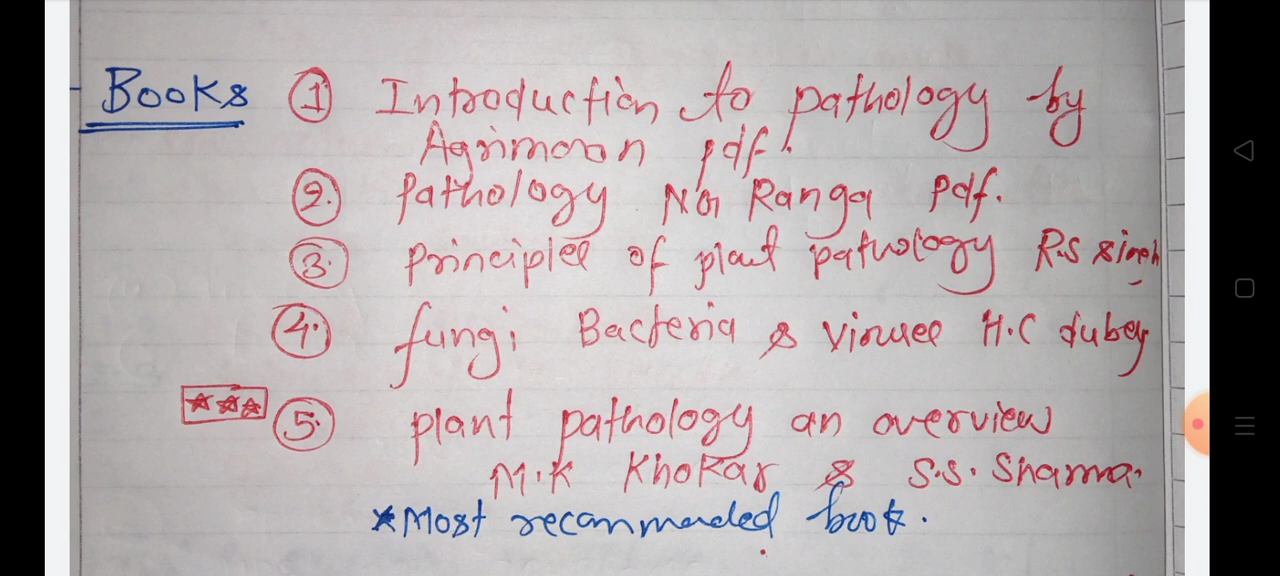 Books ① Introduction to pathology by
Agrimoon pdf.
②. Pathology NG Ranga pdf.
③. Principles of plant pathology R.S singh
④. fungi Bacteria & Viruses H.C dubey
*** ⑤. plant pathology an overview
M.K Khokar & S.S. Sharma.
*Most recommended book.